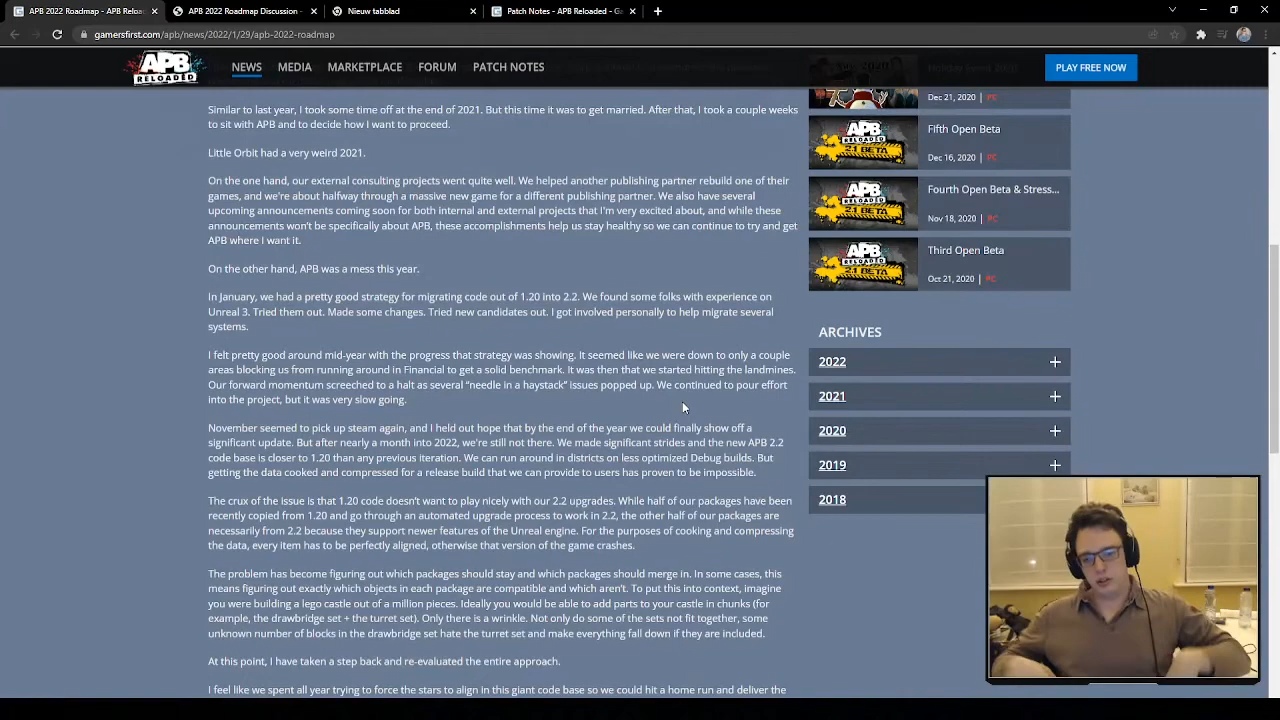 APB 2022 Roadmap - APB Reloaded -
APB 2022 Roadmap Discussion -
Nieuw tabblad
Patch Notes - APB Reloaded - Ga
gamersfirst.com/apb/news/2022/1/29/apb-2022-roadmap
APB
RELOADED
NEWS
MEDIA
MARKETPLACE
FORUM
PATCH NOTES
PLAY FREE NOW
Similar to last year, I took some time off at the end of 2021. But this time it was to get married. After that, I took a couple weeks
to sit with APB and to decide how I want to proceed.
Little Orbit had a very weird 2021.
On the one hand, our external consulting projects went quite well. We helped another publishing partner rebuild one of their
games, and we're about halfway through a massive new game for a different publishing partner. We also have several
upcoming announcements coming soon for both internal and external projects that I'm very excited about, and while these
announcements won't be specifically about APB, these accomplishments help us stay healthy so we can continue to try and get
APB where I want it.
On the other hand, APB was a mess this year.
In January, we had a pretty good strategy for migrating code out of 1.20 into 2.2. We found some folks with experience on
Unreal 3. Tried them out. Made some changes. Tried new candidates out. I got involved personally to help migrate several
systems.
I felt pretty good around mid-year with the progress that strategy was showing. It seemed like we were down to only a couple
areas blocking us from running around in Financial to get a solid benchmark. It was then that we started hitting the landmines.
Our forward momentum screeched to a halt as several “needle in a haystack” issues popped up. We continued to pour effort
into the project, but it was very slow going.
November seemed to pick up steam again, and I held out hope that by the end of the year we could finally show off a
significant update. But after nearly a month into 2022, we're still not there. We made significant strides and the new APB 2.2
code base is closer to 1.20 than any previous iteration. We can run around in districts on less optimized Debug builds. But
getting the data cooked and compressed for a release build that we can provide to users has proven to be impossible.
The crux of the issue is that 1.20 code doesn't want to play nicely with our 2.2 upgrades. While half of our packages have been
recently copied from 1.20 and go through an automated upgrade process to work in 2.2, the other half of our packages are
necessarily from 2.2 because they support newer features of the Unreal engine. For the purposes of cooking and compressing
the data, every item has to be perfectly aligned, otherwise that version of the game crashes.
The problem has become figuring out which packages should stay and which packages should merge in. In some cases, this
means figuring out exactly which objects in each package are compatible and which aren't. To put this into context, imagine
you were building a lego castle out of a million pieces. Ideally you would be able to add parts to your castle in chunks (for
example, the drawbridge set + the turret set). Only there is a wrinkle. Not only do some of the sets not fit together, some
unknown number of blocks in the drawbridge set hate the turret set and make everything fall down if they are included.
At this point, I have taken a step back and re-evaluated the entire approach.
I feel like we spent all year trying to force the stars to align in this giant code base so we could hit a home run and deliver the
Dec 21, 2020 | PC
APB
RELOADED
2.1 BETA
Fifth Open Beta
Dec 16, 2020 | PC
APB
RELOADED
2.1 BETA
Fourth Open Beta & Stress...
Nov 18, 2020 | PC
APB
RELOADED
2.1 BETA
Third Open Beta
Oct 21, 2020 | PC
ARCHIVES
2022
2021
2020
2019
2018